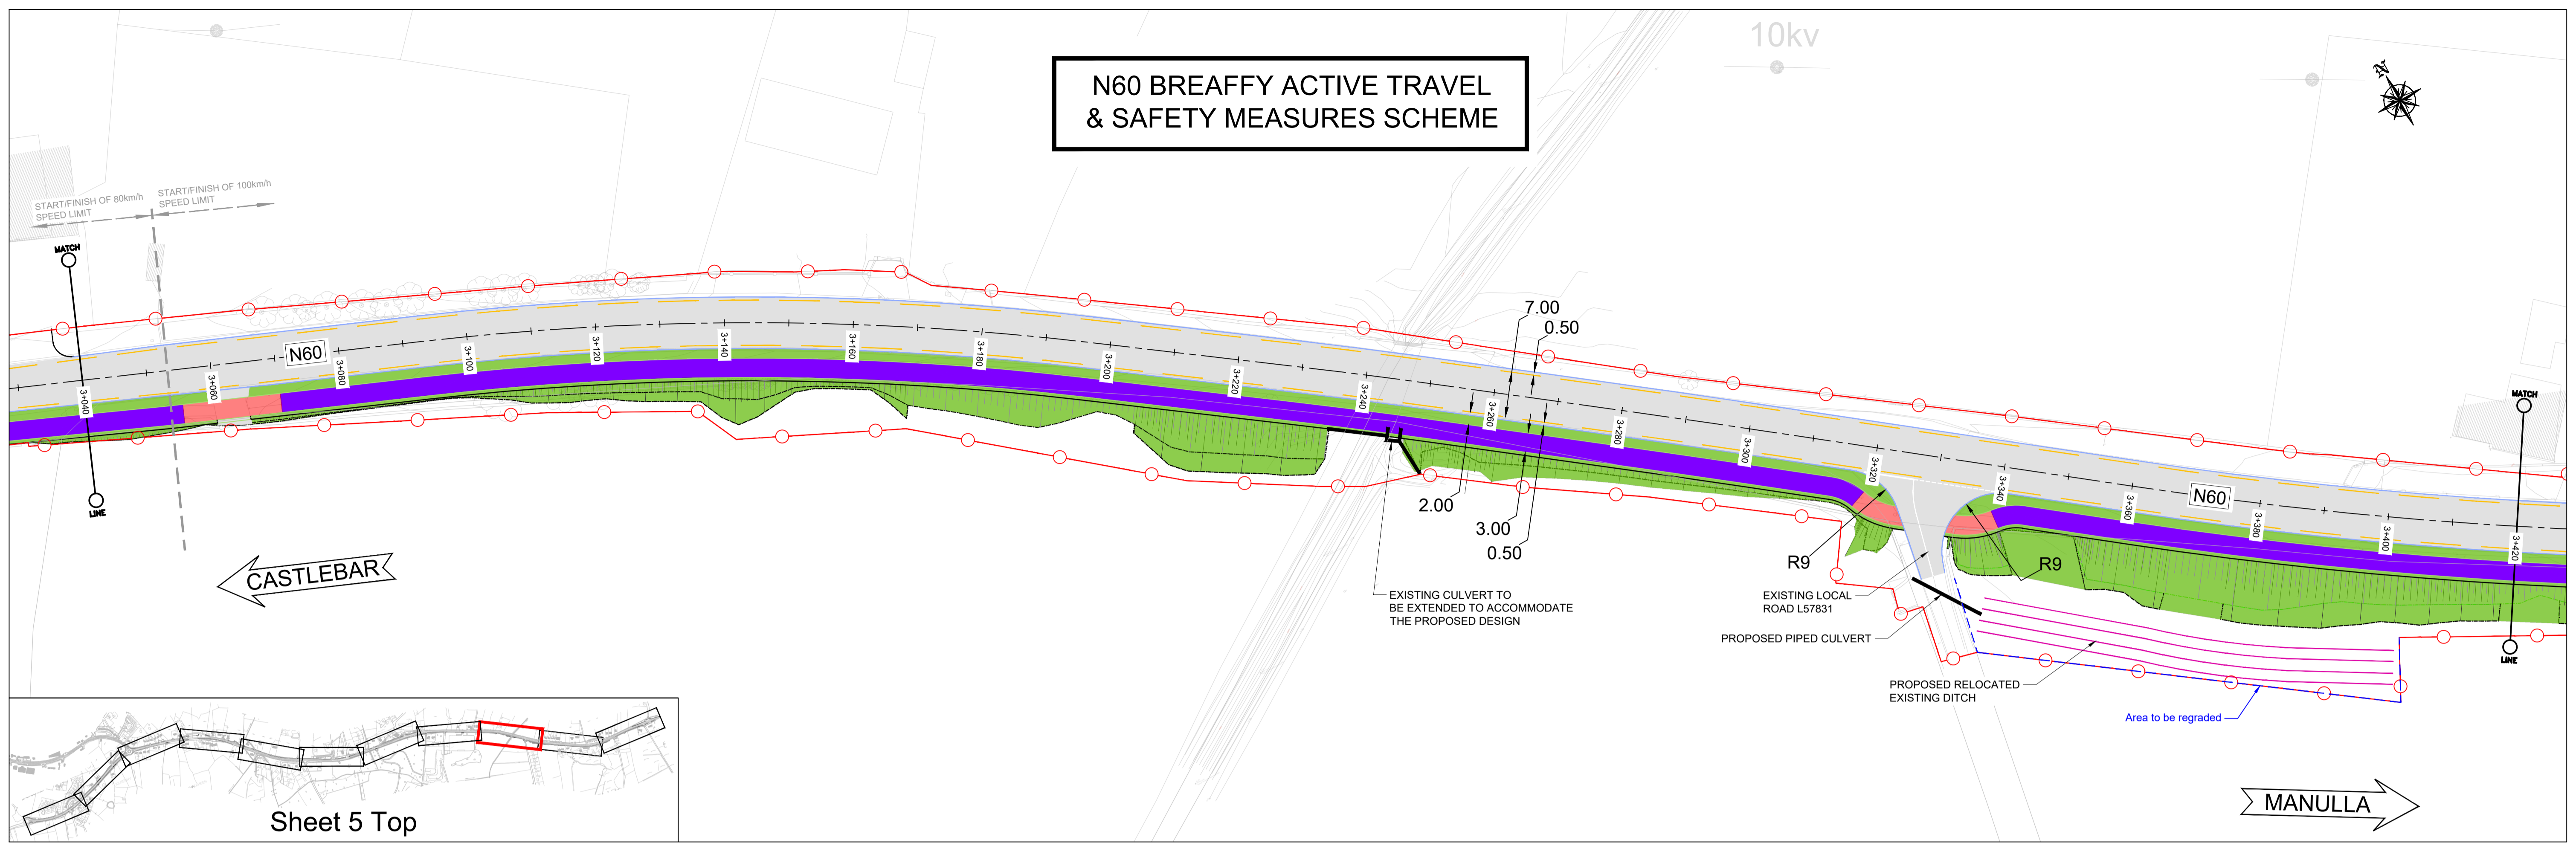 10kv
N60 BREAFFY ACTIVE TRAVEL
& SAFETY MEASURES SCHEME
N
START/FINISH OF 80km/h
SPEED LIMIT
START/FINISH OF 100km/h
SPEED LIMIT
MATCH
LINE
N60
3+040
3+060
3+080
3+100
3+120
3+140
3+160
3+180
3+200
3+220
3+240
3+260
3+280
3+300
3+320
3+340
3+360
3+380
3+400
3+420
7.00
0.50
2.00
3.00
0.50
N60
MATCH
LINE
R9
R9
CASTLEBAR
EXISTING CULVERT TO
BE EXTENDED TO ACCOMMODATE
THE PROPOSED DESIGN
EXISTING LOCAL
ROAD L57831
PROPOSED PIPED CULVERT
PROPOSED RELOCATED
EXISTING DITCH
Area to be regraded
MANULLA
Sheet 5 Top